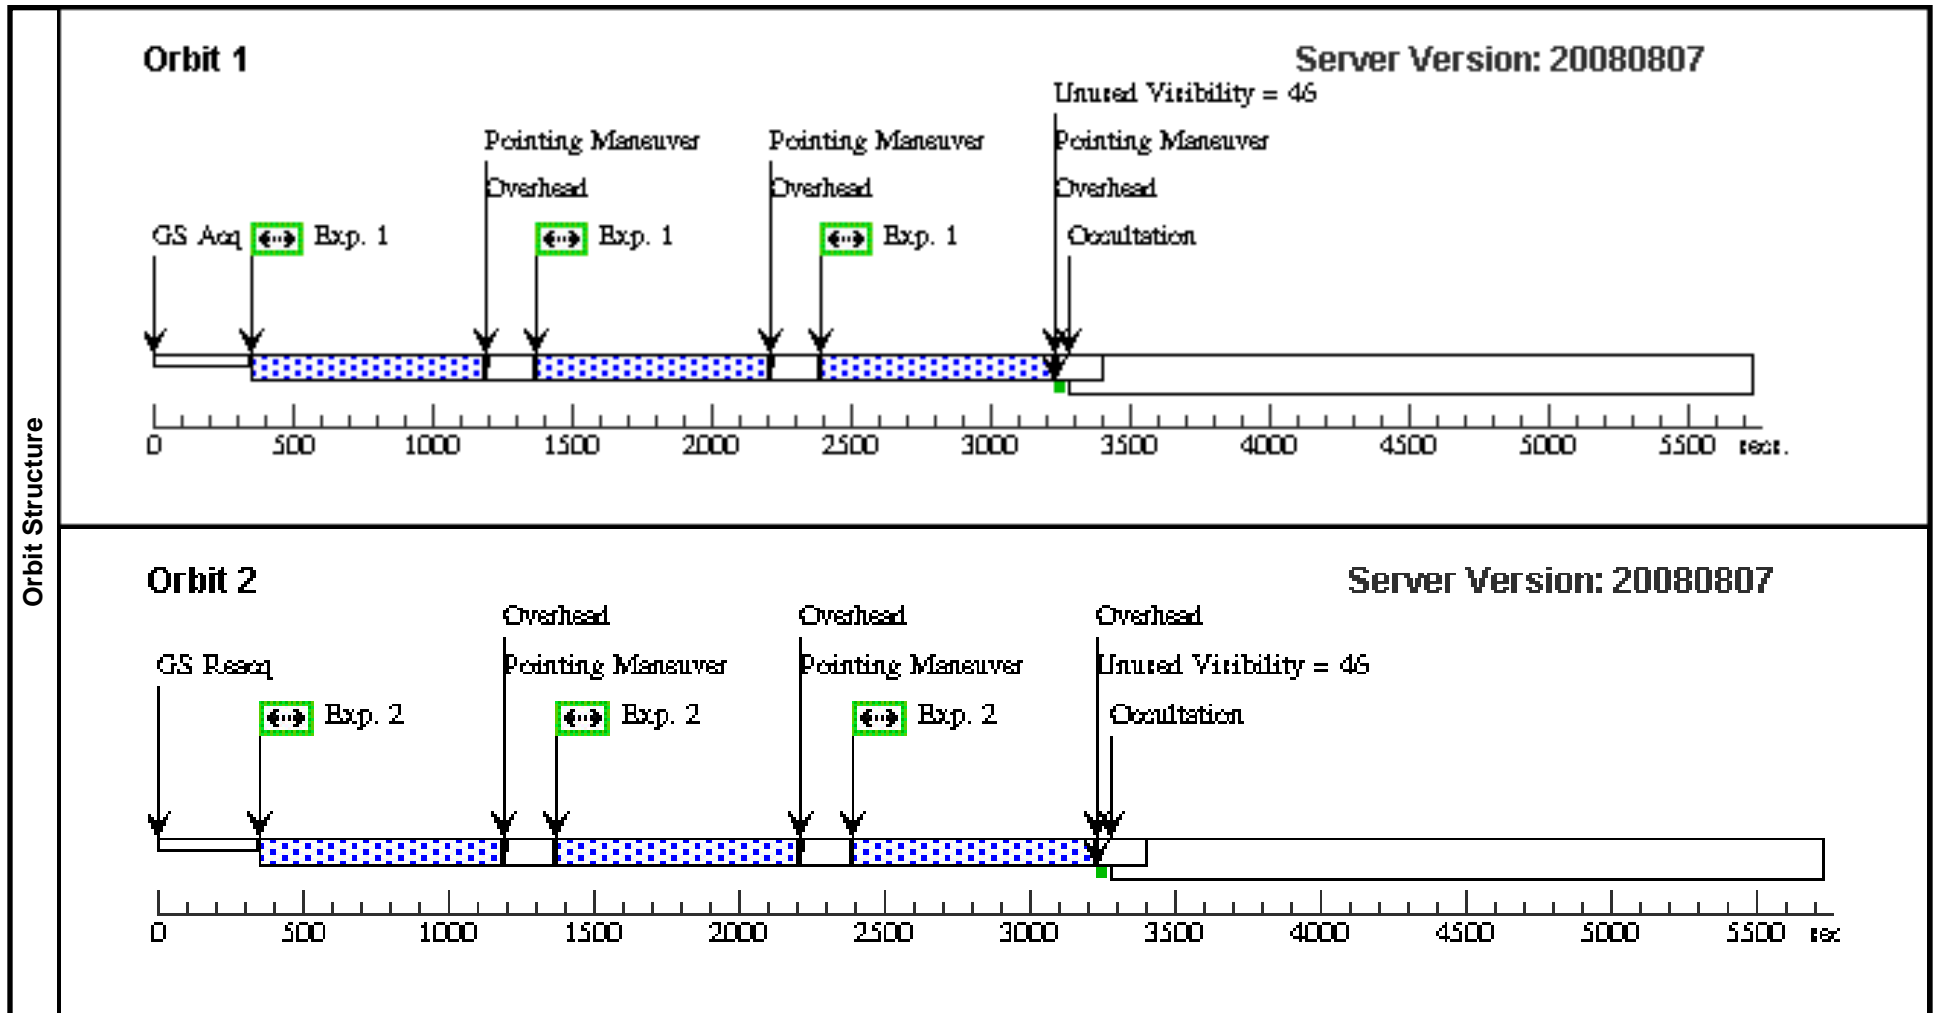 Orbit Structure
Orbit 1
Server Version: 20080807
Unused Visibility = 46
Pointing Maneuver
Pointing Maneuver
Pointing Maneuver
Overhead
Overhead
Overhead
GS Acq
Exp. 1
Exp. 1
Exp. 1
Occultation
0 500 1000 1500 2000 2500 3000 3500 4000 4500 5000 5500 secs.
Orbit 2
Server Version: 20080807
Overhead
Overhead
Overhead
GS Reacq
Pointing Maneuver
Pointing Maneuver
Unused Visibility = 46
Exp. 2
Exp. 2
Exp. 2
Occultation
0 500 1000 1500 2000 2500 3000 3500 4000 4500 5000 5500 sec